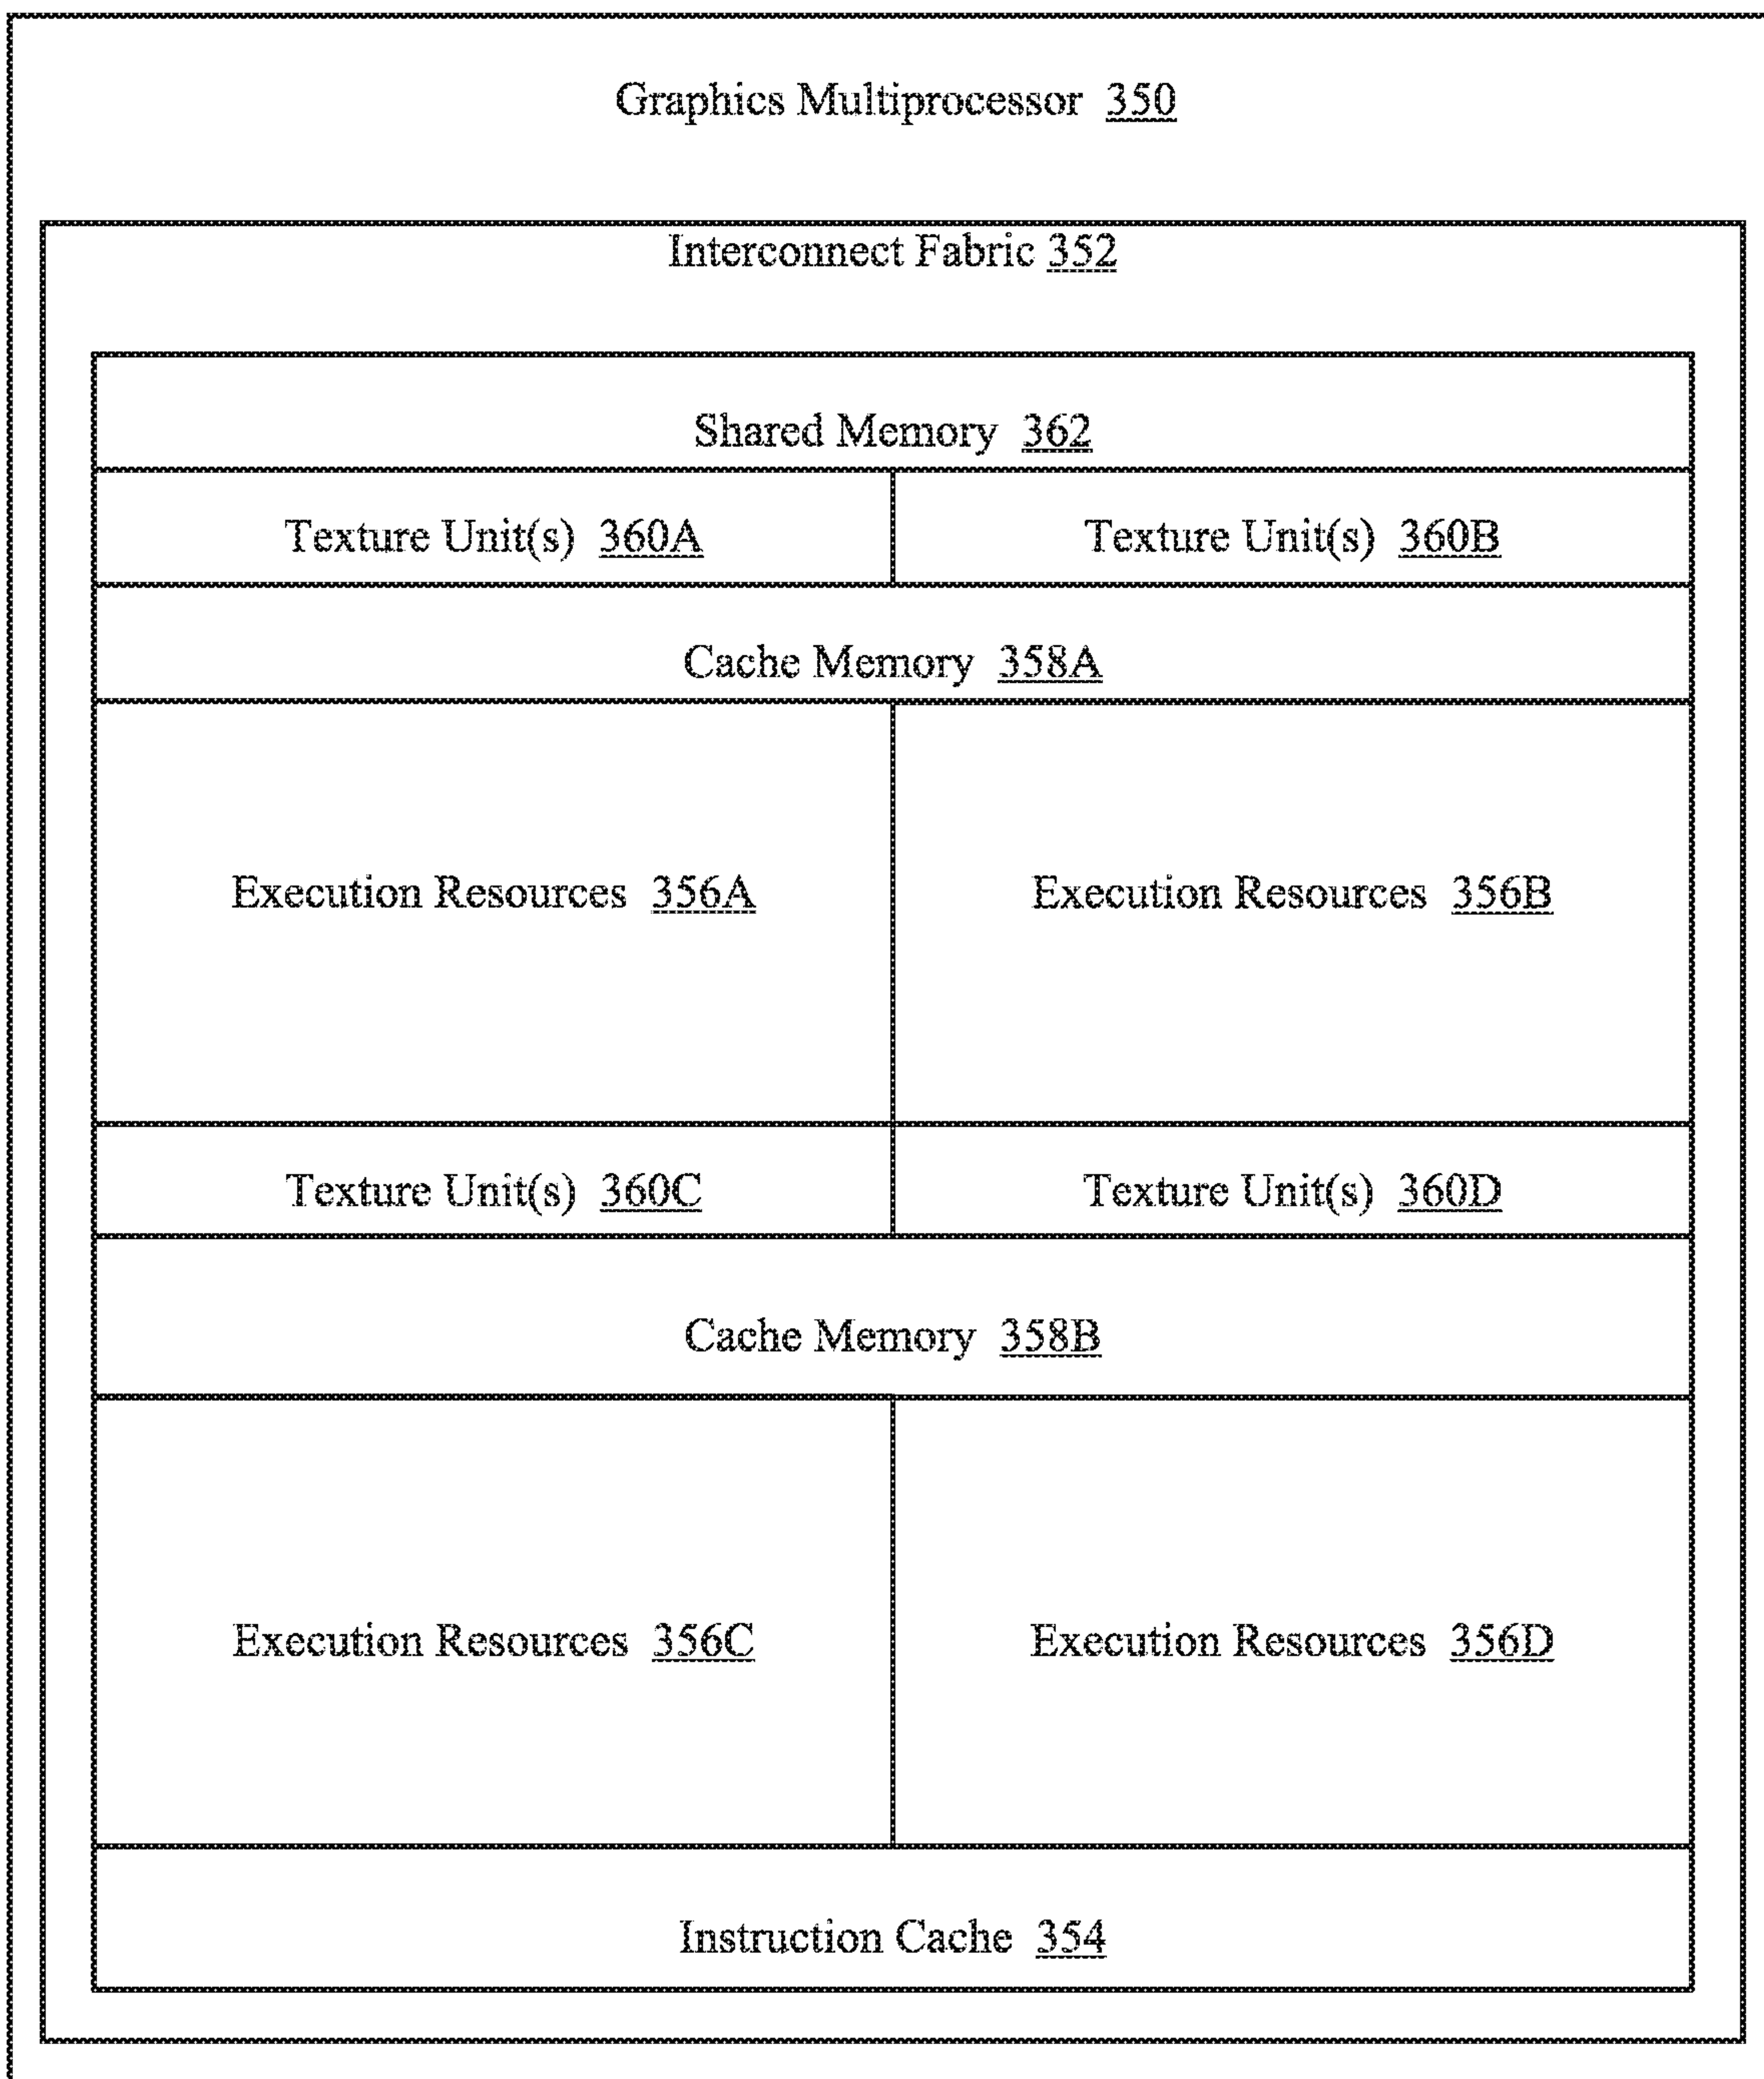 Graphics Multiprocessor 350
Interconnect Fabric 352
Shared Memory 362
Texture Unit(s) 360A
Texture Unit(s) 360B
Cache Memory 358A
Execution Resources 356A
Execution Resources 356B
Texture Unit(s) 360C
Texture Unit(s) 360D
Cache Memory 358B
Execution Resources 356C
Execution Resources 356D
Instruction Cache 354